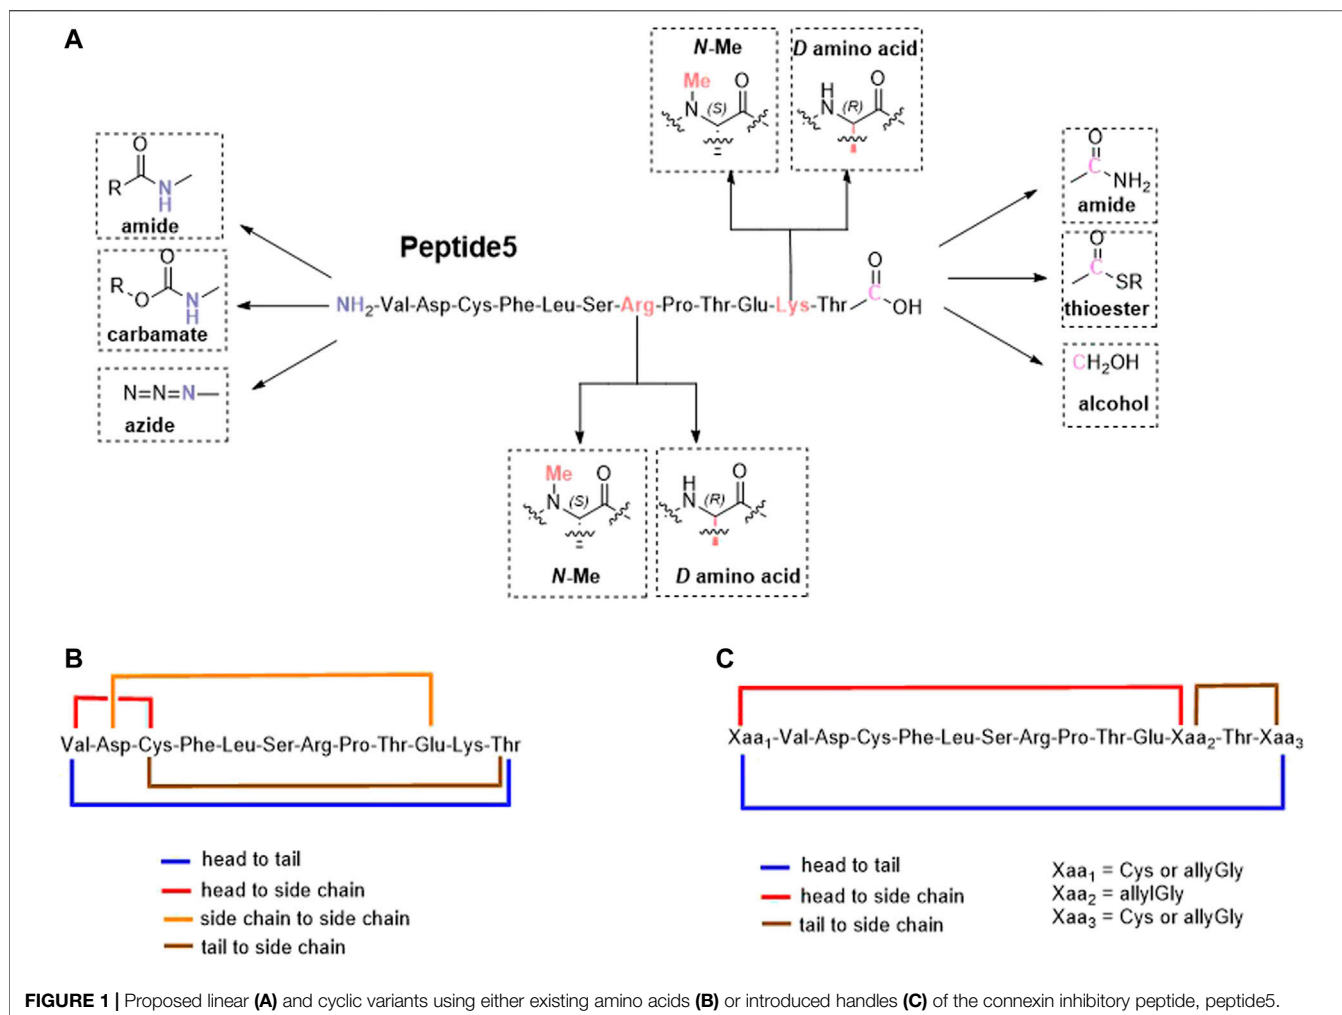 A
N-Me
D amino acid
Me
N
(S)
O
H
N
(R)
O
O
R
N
H
amide
O
C
NH2
amide
Peptide5
O
R
O
N
H
carbamate
O
C
SR
thioester
NH2-Val-Asp-Cys-Phe-Leu-Ser-Arg-Pro-Thr-Glu-Lys-Thr
O
C
OH
N=N=N
azide
CH2OH
alcohol
Me
N
(S)
O
H
N
(R)
O
N-Me
D amino acid
B
Val-Asp-Cys-Phe-Leu-Ser-Arg-Pro-Thr-Glu-Lys-Thr
head to tail
head to side chain
side chain to side chain
tail to side chain
C
Xaa1-Val-Asp-Cys-Phe-Leu-Ser-Arg-Pro-Thr-Glu-Xaa2-Thr-Xaa3
head to tail
head to side chain
tail to side chain
Xaa1 = Cys or allyGly
Xaa2 = allylGly
Xaa3 = Cys or allyGly
FIGURE 1 | Proposed linear (A) and cyclic variants using either existing amino acids (B) or introduced handles (C) of the connexin inhibitory peptide, peptide5.